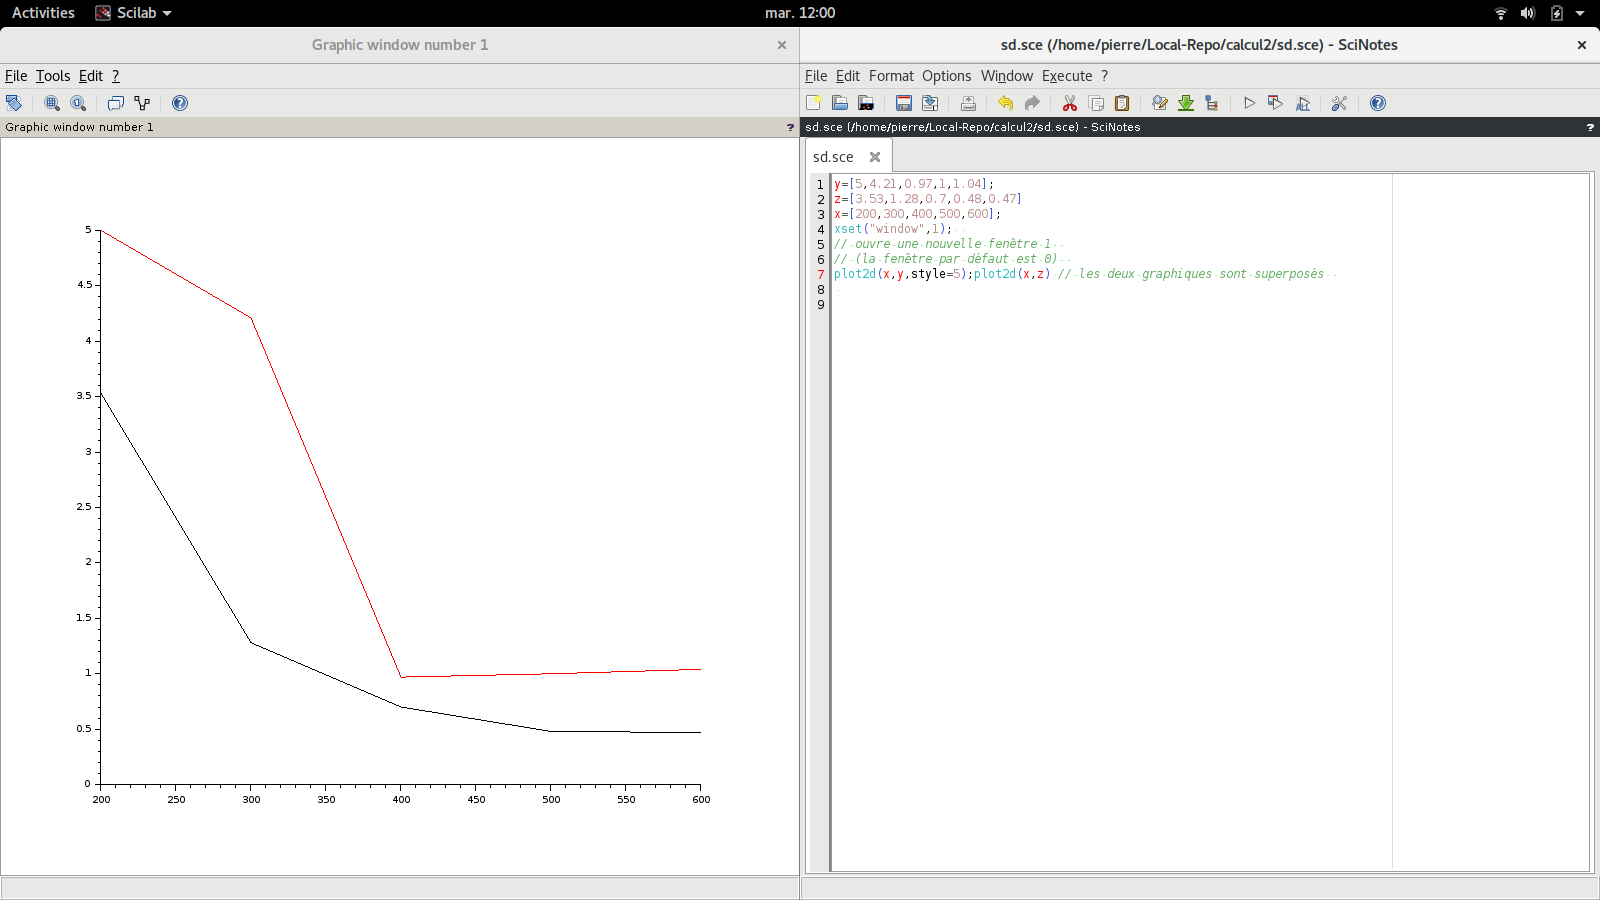 Activities Scilab mar. 12:00
Graphic window number 1
File Tools Edit ?
Graphic window number 1 ?
5
4.5
4
3.5
3
2.5
2
1.5
1
0.5
0
200 250 300 350 400 450 500 550 600
sd.sce (/home/pierre/Local-Repo/calcul2/sd.sce) - SciNotes
File Edit Format Options Window Execute ?
sd.sce (/home/pierre/Local-Repo/calcul2/sd.sce) - SciNotes ?
sd.sce
1 y=[5,4.21,0.97,1,1.04];
2 z=[3.53,1.28,0.7,0.48,0.47]
3 x=[200,300,400,500,600];
4 xset("window",1);
5 // ouvre une nouvelle fenêtre 1
6 // (la fenêtre par défaut est 0)
7 plot2d(x,y,style=5);plot2d(x,z) // les deux graphiques sont superposés
8
9